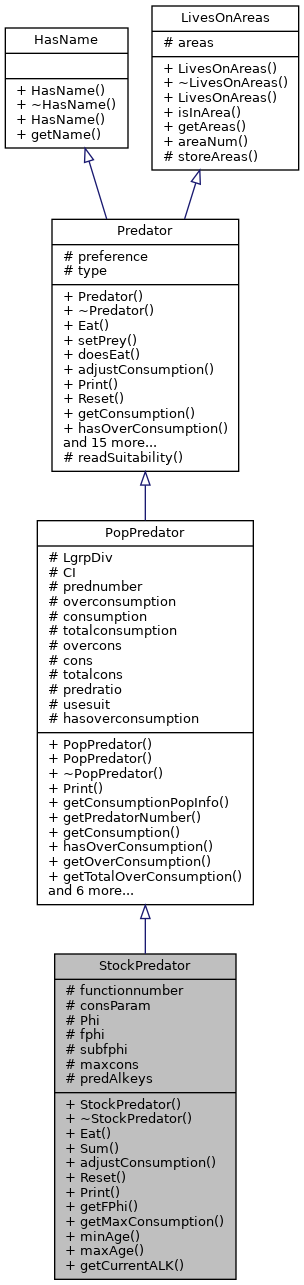 HasName
+ HasName()
+ ~HasName()
+ HasName()
+ getName()
LivesOnAreas
# areas
+ LivesOnAreas()
+ ~LivesOnAreas()
+ LivesOnAreas()
+ isInArea()
+ getAreas()
+ areaNum()
# storeAreas()
Predator
# preference
# type
+ Predator()
+ ~Predator()
+ Eat()
+ setPrey()
+ doesEat()
+ adjustConsumption()
+ Print()
+ Reset()
+ getConsumption()
+ hasOverConsumption()
and 15 more...
# readSuitability()
PopPredator
# LgrpDiv
# CI
# prednumber
# overconsumption
# consumption
# totalconsumption
# overcons
# cons
# totalcons
# predratio
# usesuit
# hasoverconsumption
+ PopPredator()
+ PopPredator()
+ ~PopPredator()
+ Print()
+ getConsumptionPopInfo()
+ getPredatorNumber()
+ getConsumption()
+ hasOverConsumption()
+ getOverConsumption()
+ getTotalOverConsumption()
and 6 more...
StockPredator
# functionnumber
# consParam
# Phi
# fphi
# subfphi
# maxcons
# predAlkeys
+ StockPredator()
+ ~StockPredator()
+ Eat()
+ Sum()
+ adjustConsumption()
+ Reset()
+ Print()
+ getFPhi()
+ getMaxConsumption()
+ minAge()
+ maxAge()
+ getCurrentALK()